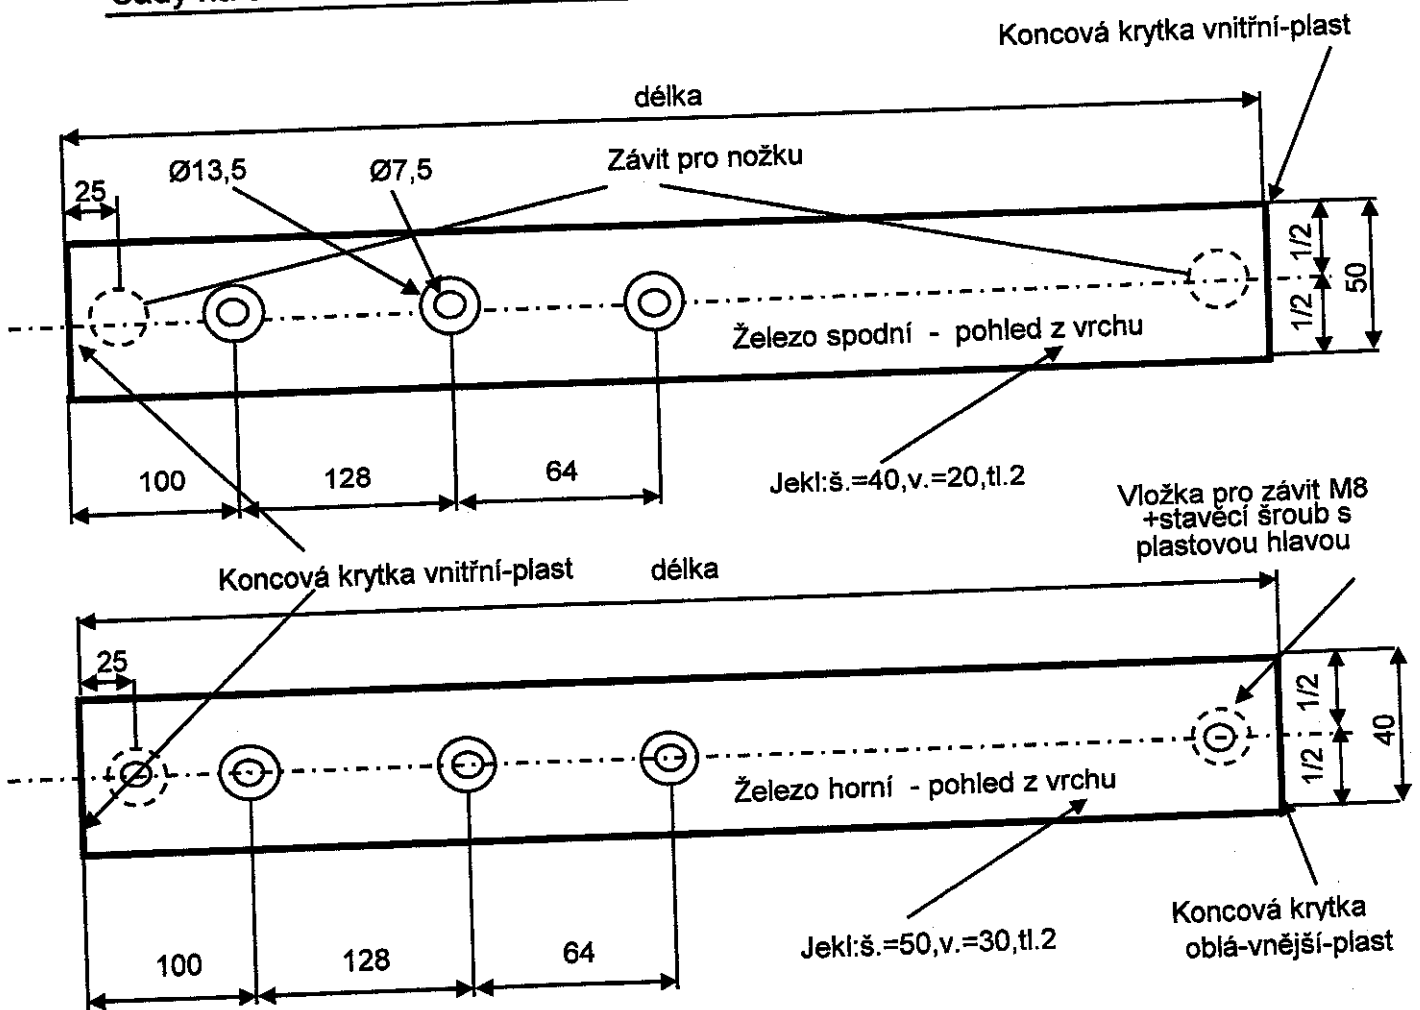 Koncová krytka vnitřní-plast
délka
Ø13,5
Ø7,5
Závit pro nožku
25
1/2
1/2
50
Železo spodní - pohled z vrchu
100
128
64
Jekl:š.=40,v.=20,tl.2
Vložka pro závit M8
+stavěcí šroub s
plastovou hlavou
Koncová krytka vnitřní-plast
délka
25
1/2
1/2
40
Železo horní - pohled z vrchu
100
128
64
Jekl:š.=50,v.=30,tl.2
Koncová krytka
oblá-vnější-plast